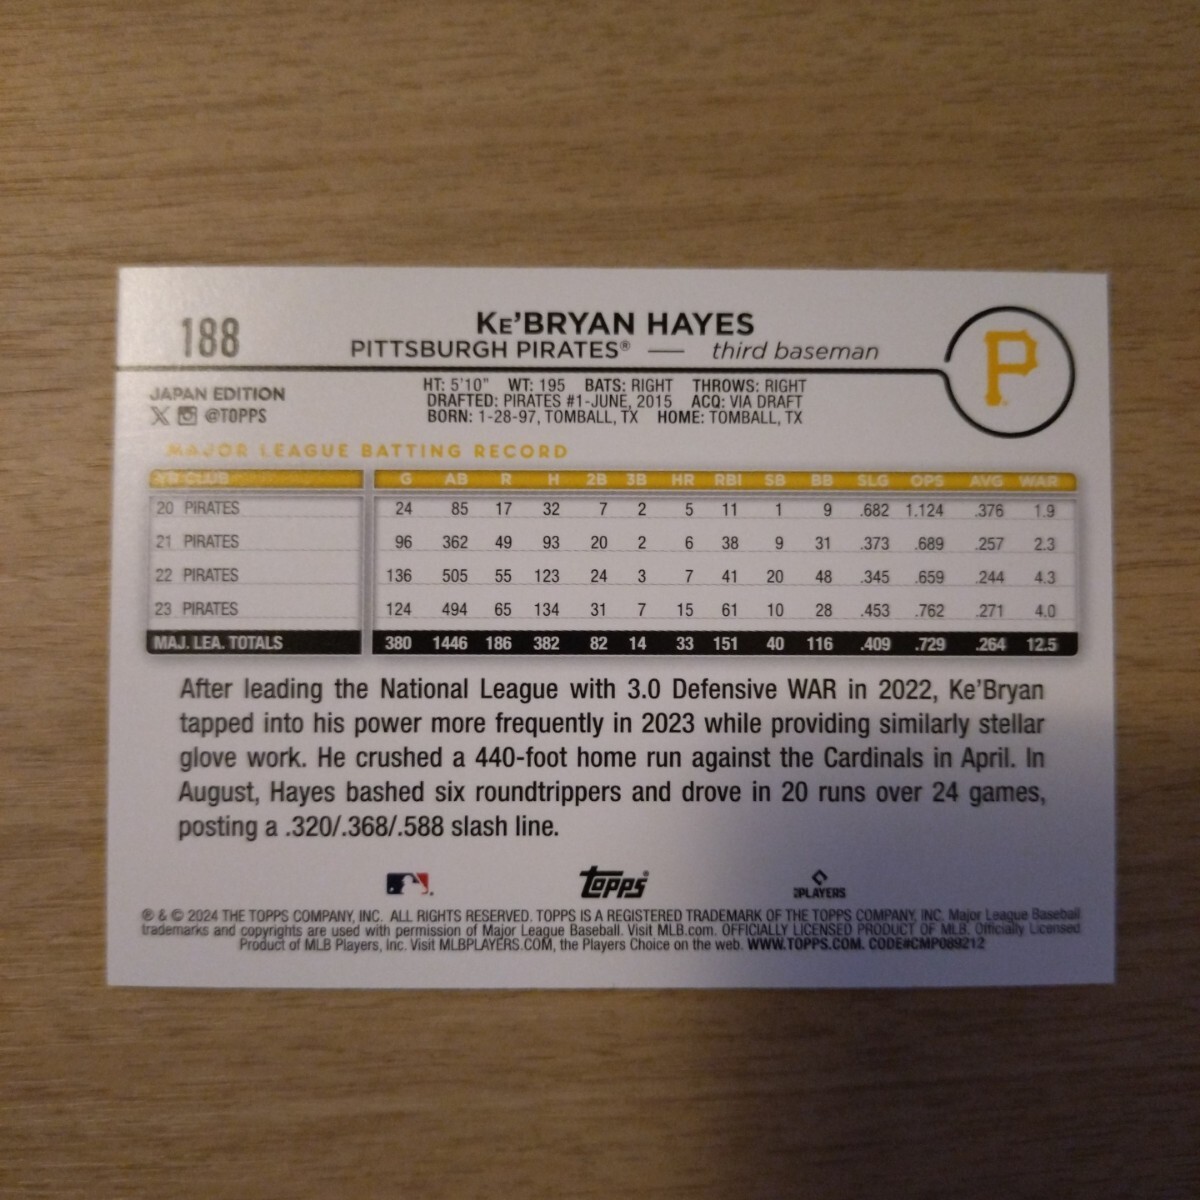 188
KE'BRYAN HAYES
PITTSBURGH PIRATES® — third baseman
P
JAPAN EDITION
@TOPPS
HT: 5'10" WT: 195 BATS: RIGHT THROWS: RIGHT
DRAFTED: PIRATES #1-JUNE, 2015 ACQ: VIA DRAFT
BORN: 1-28-97, TOMBALL, TX HOME: TOMBALL, TX
MAJOR LEAGUE BATTING RECORD
YR CLUB G AB R H 2B 3B HR RBI SB BB SLG OPS AVG WAR
20 PIRATES 24 85 17 32 7 2 5 11 1 9 .682 1.124 .376 1.9
21 PIRATES 96 362 49 93 20 2 6 38 9 31 .373 .689 .257 2.3
22 PIRATES 136 505 55 123 24 3 7 41 20 48 .345 .659 .244 4.3
23 PIRATES 124 494 65 134 31 7 15 61 10 28 .453 .762 .271 4.0
MAJ. LEA. TOTALS 380 1446 186 382 82 14 33 151 40 116 .409 .729 .264 12.5
After leading the National League with 3.0 Defensive WAR in 2022, Ke'Bryan
tapped into his power more frequently in 2023 while providing similarly stellar
glove work. He crushed a 440-foot home run against the Cardinals in April. In
August, Hayes bashed six roundtrippers and drove in 20 runs over 24 games,
posting a .320/.368/.588 slash line.
topps
PLAYERS
® & © 2024 THE TOPPS COMPANY, INC. ALL RIGHTS RESERVED. TOPPS IS A REGISTERED TRADEMARK OF THE TOPPS COMPANY, INC. Major League Baseball
trademarks and copyrights are used with permission of Major League Baseball. Visit MLB.com. OFFICIALLY LICENSED PRODUCT OF MLB. Officially Licensed
Product of MLB Players, Inc. Visit MLBPLAYERS.COM, the Players Choice on the web. WWW.TOPPS.COM. CODE#CMP089212